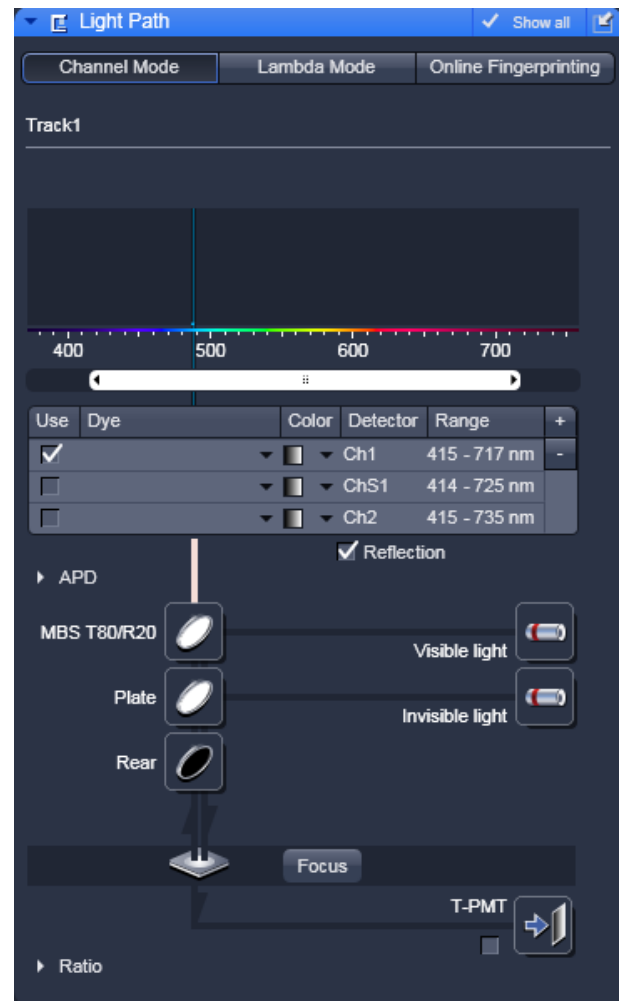 Light Path Show all
Channel Mode Lambda Mode Online Fingerprinting
Track1
400 500 600 700
Use Dye Color Detector Range +
Ch1 415 - 717 nm -
ChS1 414 - 725 nm
Ch2 415 - 735 nm
Reflection
APD
MBS T80/R20
Visible light
Plate
Invisible light
Rear
Focus
T-PMT
Ratio